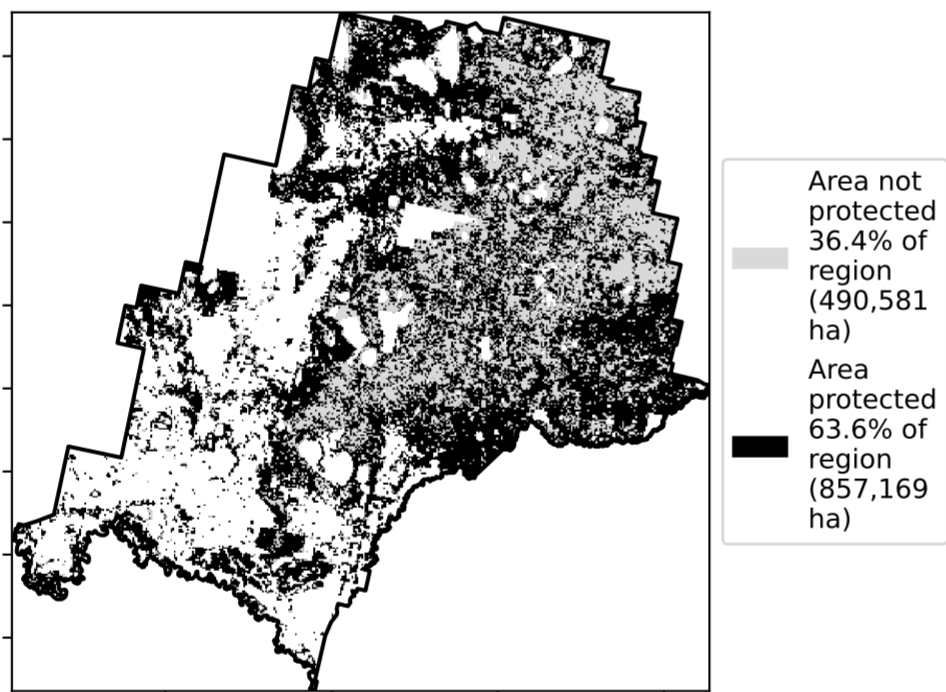 Area not
protected
36.4% of
region
(490,581
ha)
Area
protected
63.6% of
region
(857,169
ha)